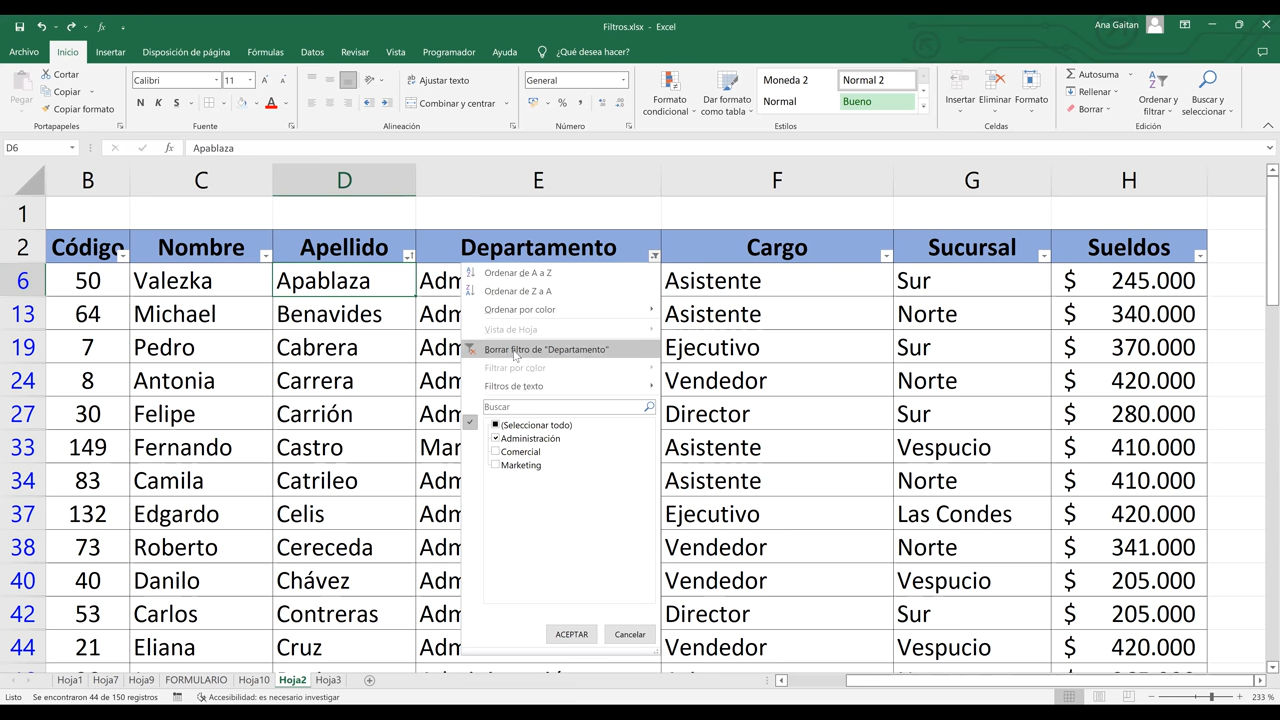 Filtros.xlsx - Excel
Ana Gaitan
Archivo Inicio Insertar Disposición de página Fórmulas Datos Revisar Vista Programador Ayuda ¿Qué desea hacer?
Pegar
Cortar
Copiar
Copiar formato
Portapapeles
Calibri 11
N K S
Fuente
Ajustar texto
Combinar y centrar
Alineación
General
Número
Formato condicional
Dar formato como tabla
Moneda 2 Normal 2
Normal Bueno
Estilos
Insertar Eliminar Formato
Celdas
Autosuma
Rellenar
Borrar
Ordenar y filtrar
Buscar y seleccionar
Edición
D6 fx Apablaza
B C D E F G H
1
2 Código Nombre Apellido Departamento Cargo Sucursal Sueldos
6 50 Valezka Apablaza Adm Asistente Sur $ 245.000
13 64 Michael Benavides Adm Asistente Norte $ 340.000
19 7 Pedro Cabrera Adm Ejecutivo Sur $ 370.000
24 8 Antonia Carrera Adm Vendedor Norte $ 420.000
27 30 Felipe Carrión Adm Director Sur $ 280.000
33 149 Fernando Castro Mar Asistente Vespucio $ 410.000
34 83 Camila Catrileo Adm Asistente Norte $ 410.000
37 132 Edgardo Celis Adm Ejecutivo Las Condes $ 420.000
38 73 Roberto Cereceda Adm Vendedor Norte $ 341.000
40 40 Danilo Chávez Adm Vendedor Vespucio $ 205.000
42 53 Carlos Contreras Adm Director Sur $ 205.000
44 21 Eliana Cruz Adm Vendedor Vespucio $ 420.000
Ordenar de A a Z
Ordenar de Z a A
Ordenar por color
Vista de Hoja
Borrar filtro de "Departamento"
Filtrar por color
Filtros de texto
Buscar
(Seleccionar todo)
Administración
Comercial
Marketing
ACEPTAR Cancelar
Hoja1 Hoja7 Hoja9 FORMULARIO Hoja10 Hoja2 Hoja3
Listo Se encontraron 44 de 150 registros Accesibilidad: es necesario investigar 233 %